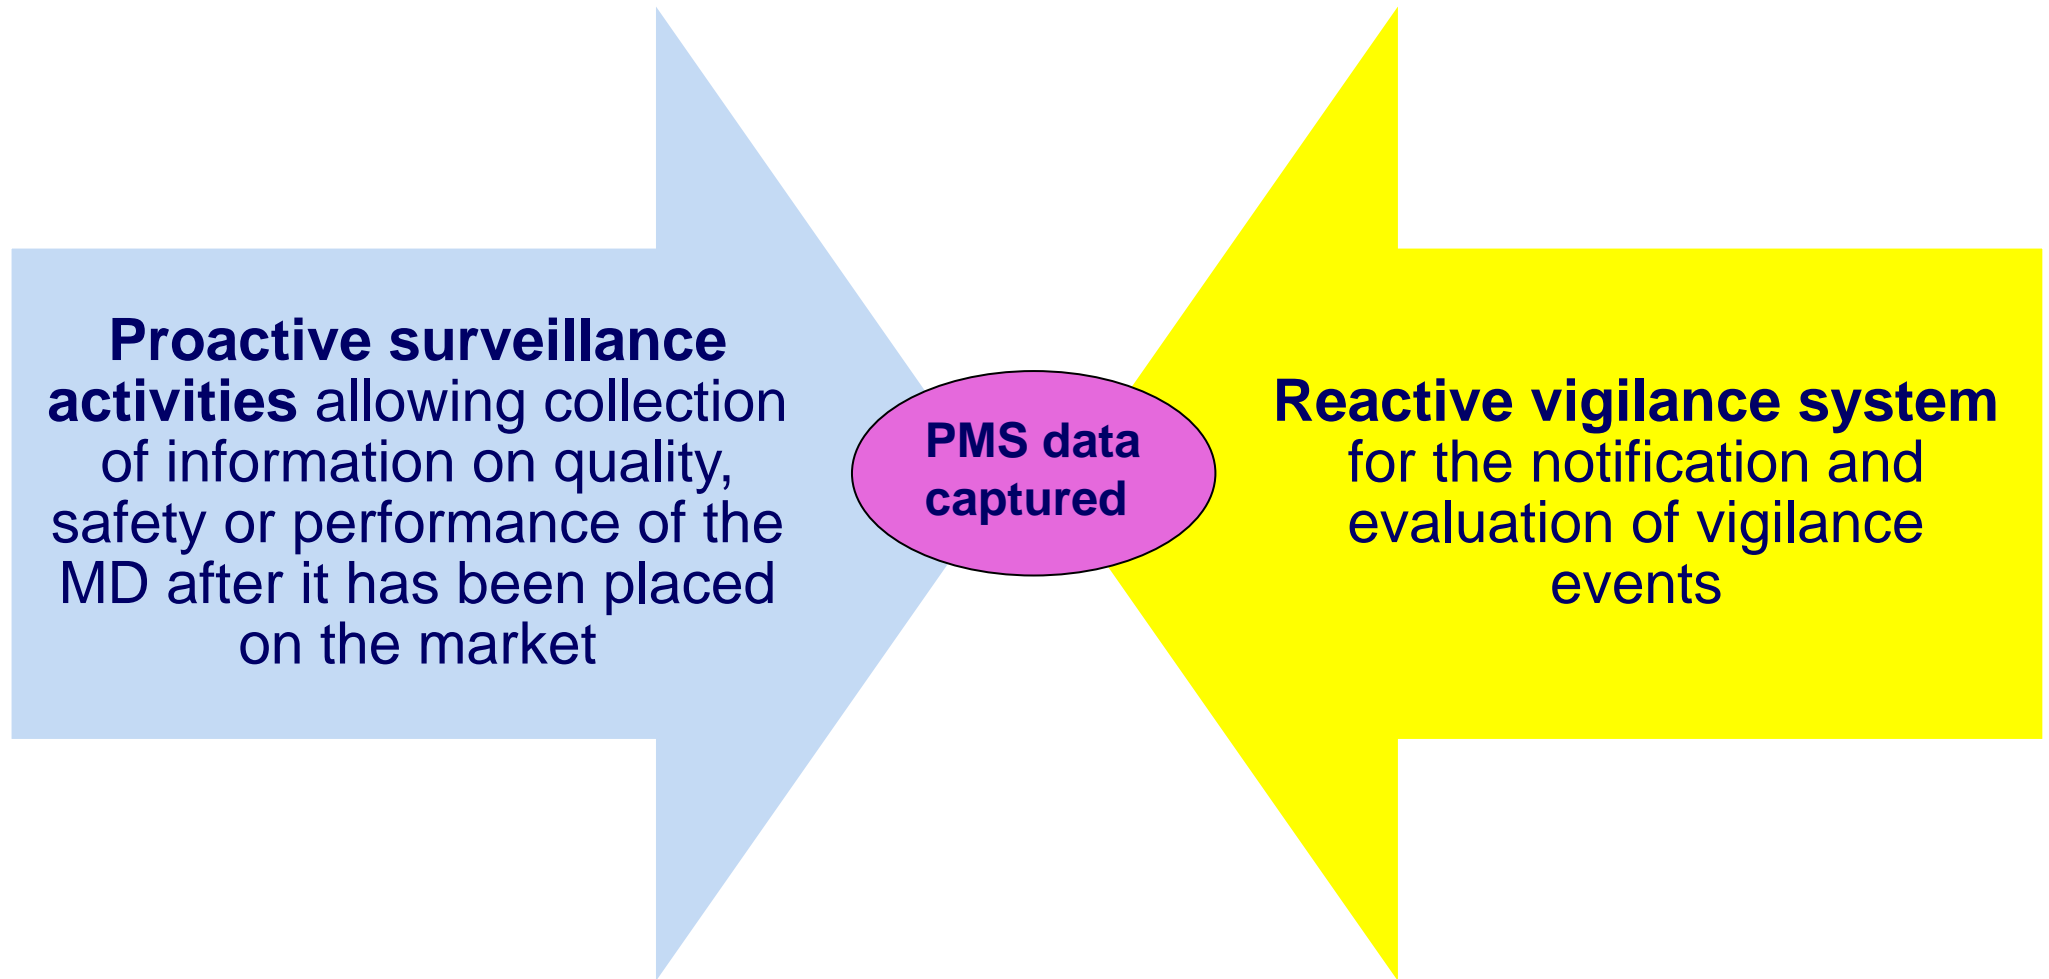 Proactive surveillance
activities allowing collection
of information on quality,
safety or performance of the
MD after it has been placed
on the market
PMS data
captured
Reactive vigilance system
for the notification and
evaluation of vigilance
events